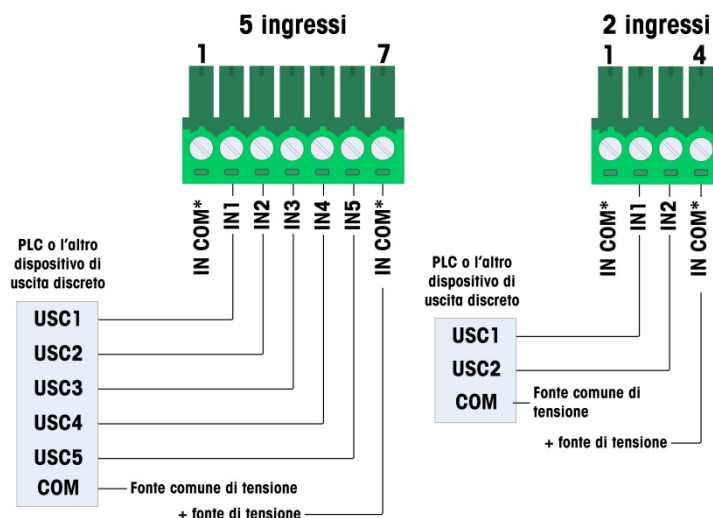 5 ingressi
1 7
IN COM*
IN1
IN2
IN3
IN4
IN5
IN COM*
PLC o l'altro
dispositivo di
uscita discreto
USC1
USC2
USC3
USC4
USC5
COM
Fonte comune di tensione
+ fonte di tensione
2 ingressi
1 4
IN COM*
IN1
IN2
IN COM*
PLC o l'altro
dispositivo di
uscita discreto
USC1
USC2
COM
Fonte comune di
tensione
+ fonte di tensione